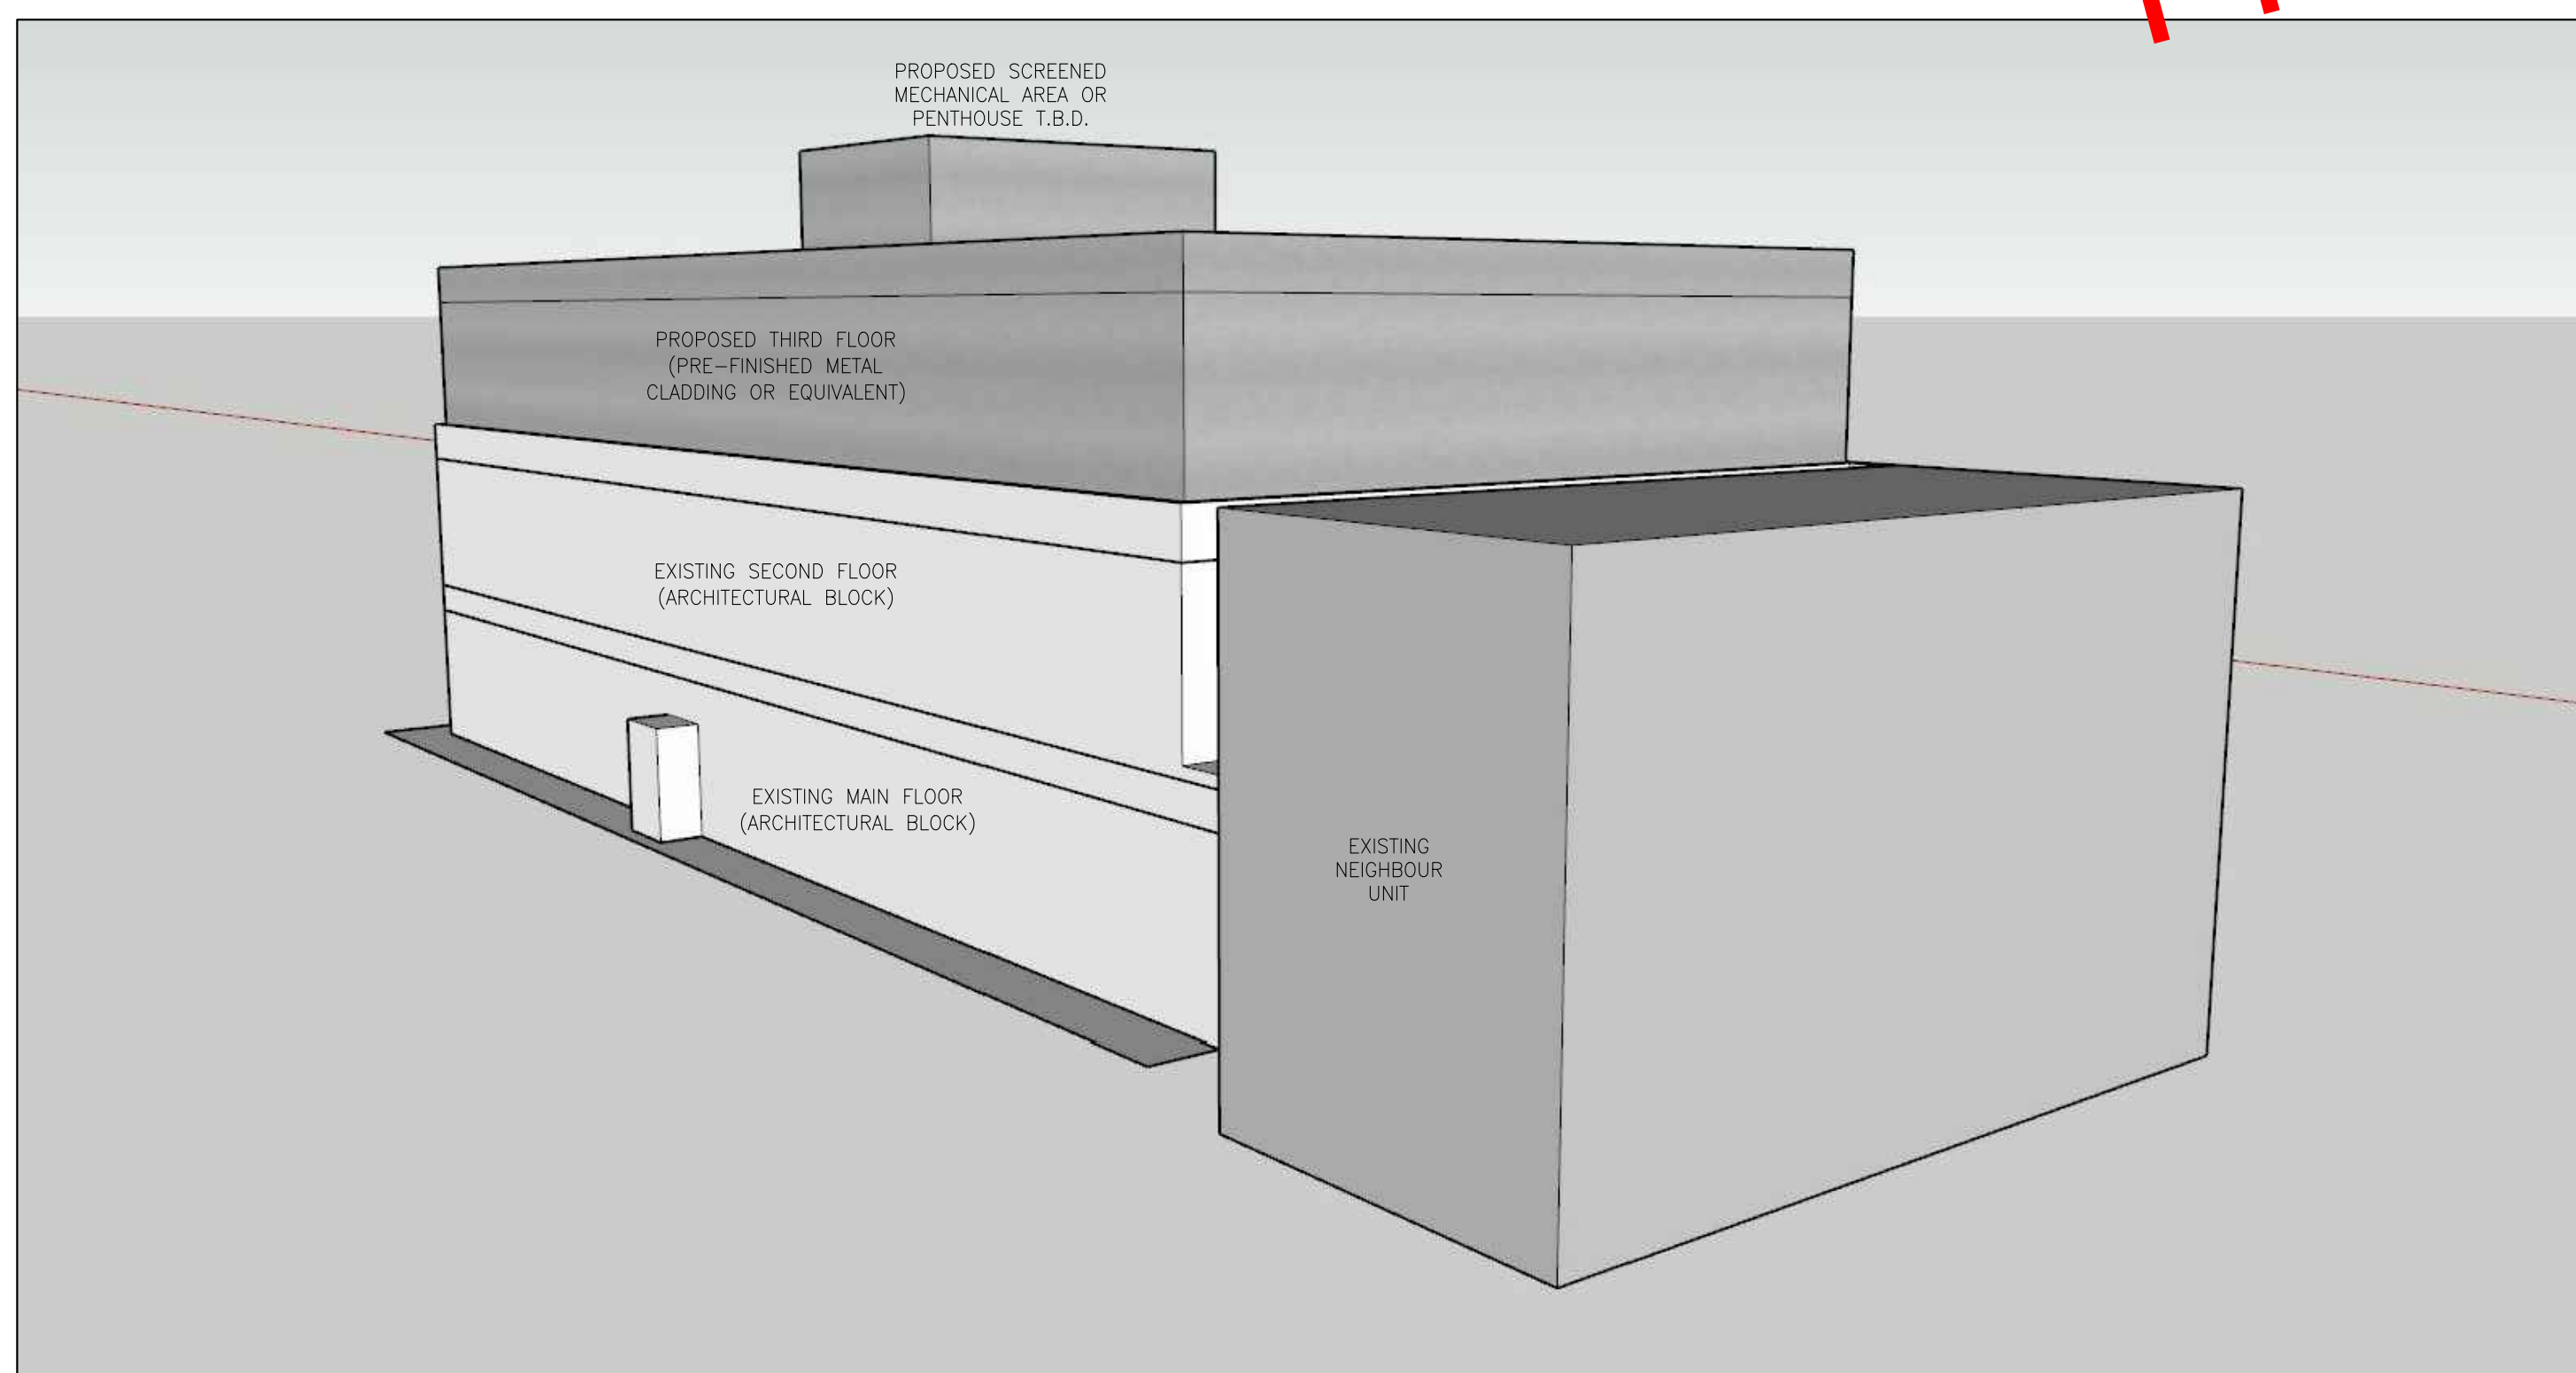 PROPOSED SCREENED
MECHANICAL AREA OR
PENTHOUSE T.B.D.
PROPOSED THIRD FLOOR
(PRE-FINISHED METAL
CLADDING OR EQUIVALENT)
EXISTING SECOND FLOOR
(ARCHITECTURAL BLOCK)
EXISTING MAIN FLOOR
(ARCHITECTURAL BLOCK)
EXISTING
NEIGHBOUR
UNIT